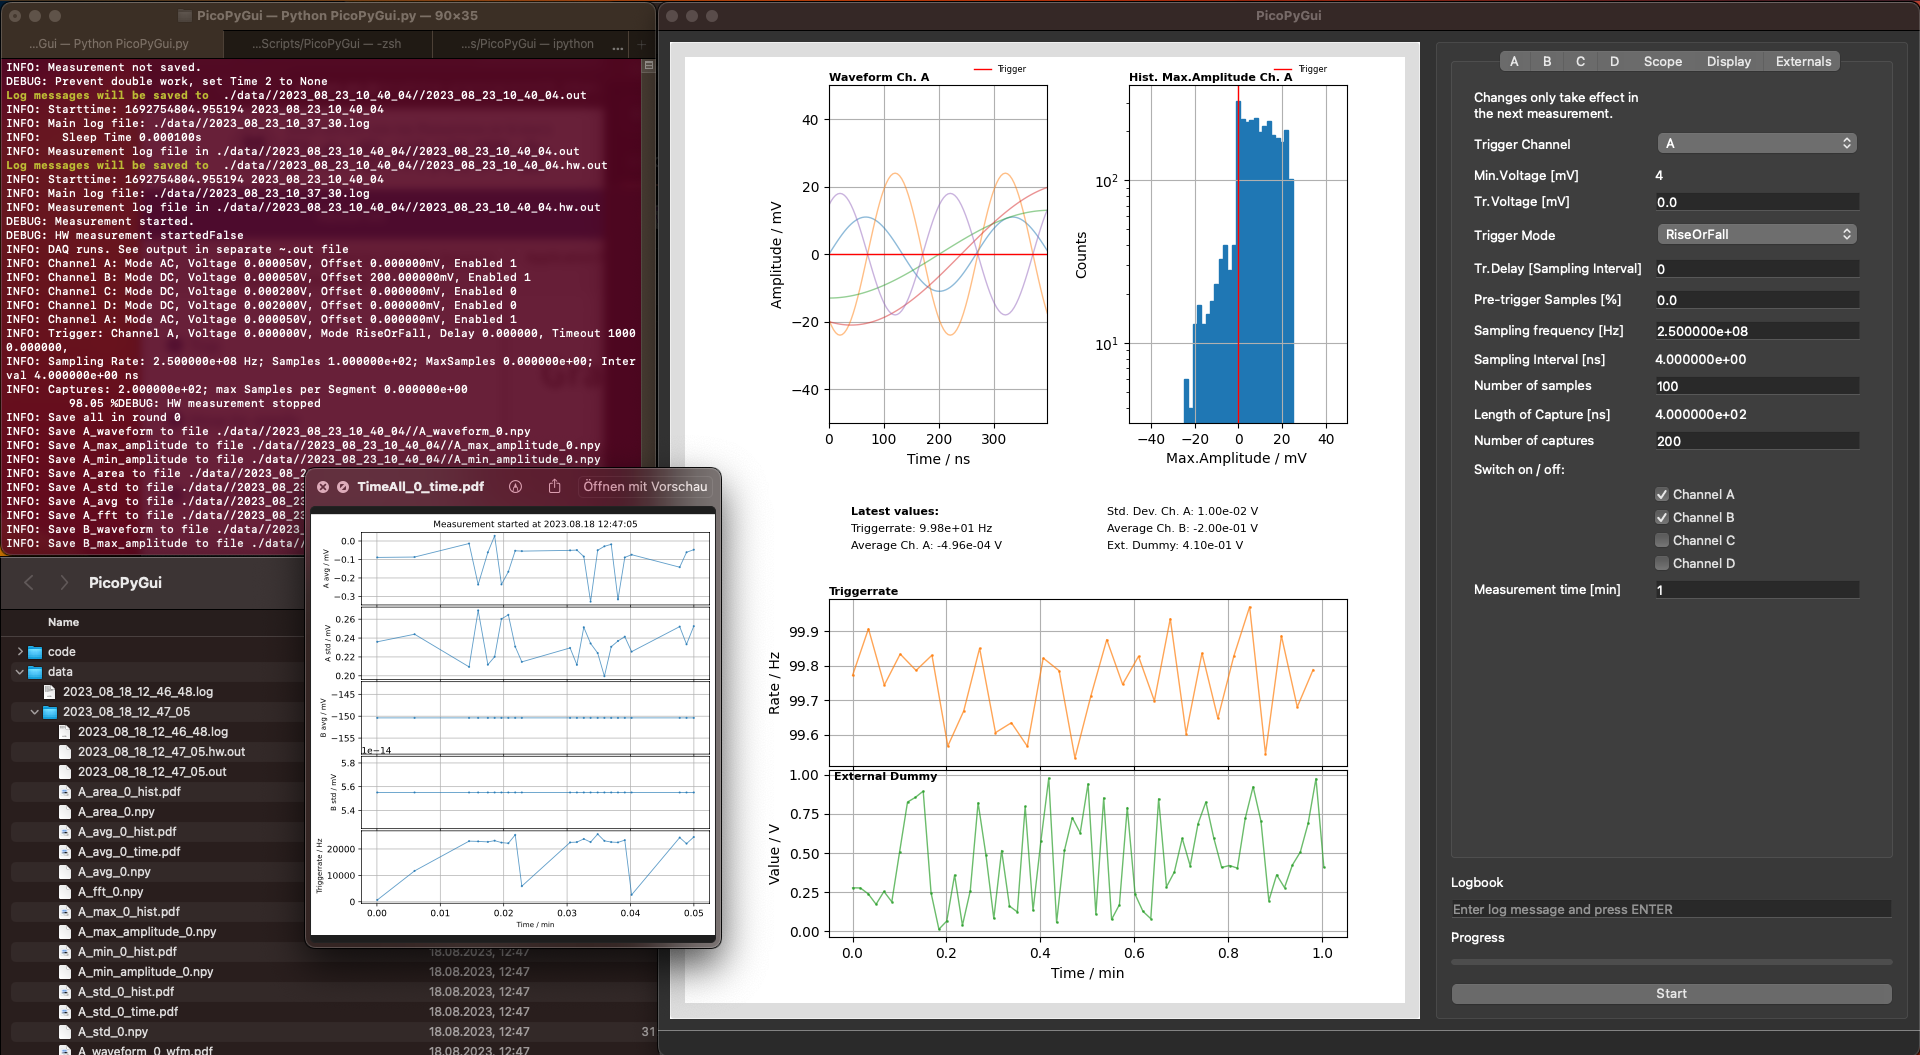 PicoPyGui — Python PicoPyGui.py — 90×35
...Gui — Python PicoPyGui.py
...Scripts/PicoPyGui — -zsh
...s/PicoPyGui — ipython
... +
INFO: Measurement not saved.
DEBUG: Prevent double work, set Time 2 to None
Log messages will be saved to  ./data//2023_08_23_10_40_04//2023_08_23_10_40_04.out
INFO: Starttime: 1692754804.955194 2023_08_23_10_40_04
INFO: Main log file: ./data//2023_08_23_10_37_30.log
INFO:   Sleep Time 0.000100s
INFO: Measurement log file in ./data//2023_08_23_10_40_04//2023_08_23_10_40_04.out
Log messages will be saved to  ./data//2023_08_23_10_40_04//2023_08_23_10_40_04.hw.out
INFO: Starttime: 1692754804.955194 2023_08_23_10_40_04
INFO: Main log file: ./data//2023_08_23_10_37_30.log
INFO: Measurement log file in ./data//2023_08_23_10_40_04//2023_08_23_10_40_04.hw.out
DEBUG: Measurement started.
DEBUG: HW measurement startedFalse
INFO: DAQ runs. See output in separate ~.out file
INFO: Channel A: Mode AC, Voltage 0.000050V, Offset 0.000000mV, Enabled 1
INFO: Channel B: Mode DC, Voltage 0.000050V, Offset 200.000000mV, Enabled 1
INFO: Channel C: Mode DC, Voltage 0.000200V, Offset 0.000000mV, Enabled 0
INFO: Channel D: Mode DC, Voltage 0.002000V, Offset 0.000000mV, Enabled 0
INFO: Channel A: Mode AC, Voltage 0.000050V, Offset 0.000000mV, Enabled 1
INFO: Trigger: Channel A, Voltage 0.000000V, Mode RiseOrFall, Delay 0.000000, Timeout 1000
0.000000,
INFO: Sampling Rate: 2.500000e+08 Hz; Samples 1.000000e+02; MaxSamples 0.000000e+00; Inter
val 4.000000e+00 ns
INFO: Captures: 2.000000e+02; max Samples per Segment 0.000000e+00
98.05 %DEBUG: HW measurement stopped
INFO: Save all in round 0
INFO: Save A_waveform to file ./data//2023_08_23_10_40_04//A_waveform_0.npy
INFO: Save A_max_amplitude to file ./data//2023_08_23_10_40_04//A_max_amplitude_0.npy
INFO: Save A_min_amplitude to file ./data//2023_08_23_10_40_04//A_min_amplitude_0.npy
INFO: Save A_area to file ./data//2023_08_2
INFO: Save A_std to file ./data//2023_08_23
INFO: Save A_avg to file ./data//2023_08_23
INFO: Save A_fft to file ./data//2023_08_23
INFO: Save B_waveform to file ./data//2023_
INFO: Save B_max_amplitude to file ./data//
PicoPyGui
Name
code
data
2023_08_18_12_46_48.log
2023_08_18_12_47_05
2023_08_18_12_46_48.log
2023_08_18_12_47_05.hw.out
2023_08_18_12_47_05.out
A_area_0_hist.pdf
A_area_0.npy
A_avg_0_hist.pdf
A_avg_0_time.pdf
A_avg_0.npy
A_fft_0.npy
A_max_0_hist.pdf
A_max_amplitude_0.npy
A_min_0_hist.pdf 18.08.2023, 12:47
A_min_amplitude_0.npy 18.08.2023, 12:47
A_std_0_hist.pdf 18.08.2023, 12:47
A_std_0_time.pdf 18.08.2023, 12:47
A_std_0.npy 18.08.2023, 12:47 31
A_waveform_0_wfm.pdf 18.08.2023, 12:47
TimeAll_0_time.pdf
Öffnen mit Vorschau
Measurement started at 2023.08.18 12:47:05
A avg / mV
0.0
−0.1
−0.2
−0.3
A std / mV
0.26
0.24
0.22
0.20
B avg / mV
−145
−150
−155
1e−14
B std / mV
5.8
5.6
5.4
Triggerrate / Hz
20000
10000
0
0.00 0.01 0.02 0.03 0.04 0.05
Time / min
PicoPyGui
Waveform Ch. A
Trigger
Amplitude / mV
40
20
0
−20
−40
0 100 200 300
Time / ns
Hist. Max.Amplitude Ch. A
Trigger
Counts
10²
10¹
−40 −20 0 20 40
Max.Amplitude / mV
Latest values:
Triggerrate: 9.98e+01 Hz
Average Ch. A: -4.96e-04 V
Std. Dev. Ch. A: 1.00e-02 V
Average Ch. B: -2.00e-01 V
Ext. Dummy: 4.10e-01 V
Triggerrate
Rate / Hz
99.9
99.8
99.7
99.6
External Dummy
Value / V
1.00
0.75
0.50
0.25
0.00
0.0 0.2 0.4 0.6 0.8 1.0
Time / min
A B C D Scope Display Externals
Changes only take effect in
the next measurement.
Trigger Channel A
Min.Voltage [mV] 4
Tr.Voltage [mV] 0.0
Trigger Mode RiseOrFall
Tr.Delay [Sampling Interval] 0
Pre-trigger Samples [%] 0.0
Sampling frequency [Hz] 2.500000e+08
Sampling Interval [ns] 4.000000e+00
Number of samples 100
Length of Capture [ns] 4.000000e+02
Number of captures 200
Switch on / off:
Channel A
Channel B
Channel C
Channel D
Measurement time [min] 1
Logbook
Enter log message and press ENTER
Progress
Start